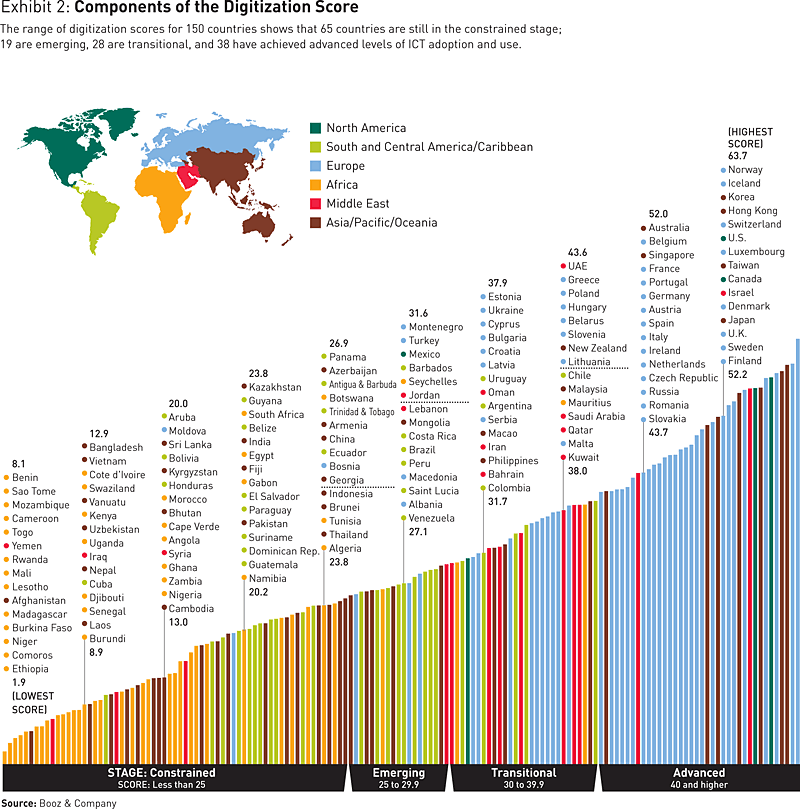 Exhibit 2: Components of the Digitization Score
The range of digitization scores for 150 countries shows that 65 countries are still in the constrained stage;
19 are emerging, 28 are transitional, and 38 have achieved advanced levels of ICT adoption and use.
North America
South and Central America/Caribbean
Europe
Africa
Middle East
Asia/Pacific/Oceania
8.1
Benin
Sao Tome
Mozambique
Cameroon
Togo
Yemen
Rwanda
Mali
Lesotho
Afghanistan
Madagascar
Burkina Faso
Niger
Comoros
Ethiopia
1.9
(LOWEST
SCORE)
12.9
Bangladesh
Vietnam
Cote d'Ivoire
Swaziland
Vanuatu
Kenya
Uzbekistan
Uganda
Iraq
Nepal
Cuba
Djibouti
Senegal
Laos
Burundi
8.9
20.0
Aruba
Moldova
Sri Lanka
Bolivia
Kyrgyzstan
Honduras
Morocco
Bhutan
Cape Verde
Angola
Syria
Ghana
Zambia
Nigeria
Cambodia
13.0
23.8
Kazakhstan
Guyana
South Africa
Belize
India
Egypt
Fiji
Gabon
El Salvador
Paraguay
Pakistan
Suriname
Dominican Rep.
Guatemala
Namibia
20.2
26.9
Panama
Azerbaijan
Antigua & Barbuda
Botswana
Trinidad & Tobago
Armenia
China
Ecuador
Bosnia
Georgia
Indonesia
Brunei
Tunisia
Thailand
Algeria
23.8
31.6
Montenegro
Turkey
Mexico
Barbados
Seychelles
Jordan
Lebanon
Mongolia
Costa Rica
Brazil
Peru
Macedonia
Saint Lucia
Albania
Venezuela
27.1
37.9
Estonia
Ukraine
Cyprus
Bulgaria
Croatia
Latvia
Uruguay
Oman
Argentina
Serbia
Macao
Iran
Philippines
Bahrain
Colombia
31.7
43.6
UAE
Greece
Poland
Hungary
Belarus
Slovenia
New Zealand
Lithuania
Chile
Malaysia
Mauritius
Saudi Arabia
Qatar
Malta
Kuwait
38.0
52.0
Australia
Belgium
Singapore
France
Portugal
Germany
Austria
Spain
Italy
Ireland
Netherlands
Czech Republic
Russia
Romania
Slovakia
43.7
(HIGHEST
SCORE)
63.7
Norway
Iceland
Korea
Hong Kong
Switzerland
U.S.
Luxembourg
Taiwan
Canada
Israel
Denmark
Japan
U.K.
Sweden
Finland
52.2
STAGE: Constrained
SCORE: Less than 25
Emerging
25 to 29.9
Transitional
30 to 39.9
Advanced
40 and higher
Source: Booz & Company